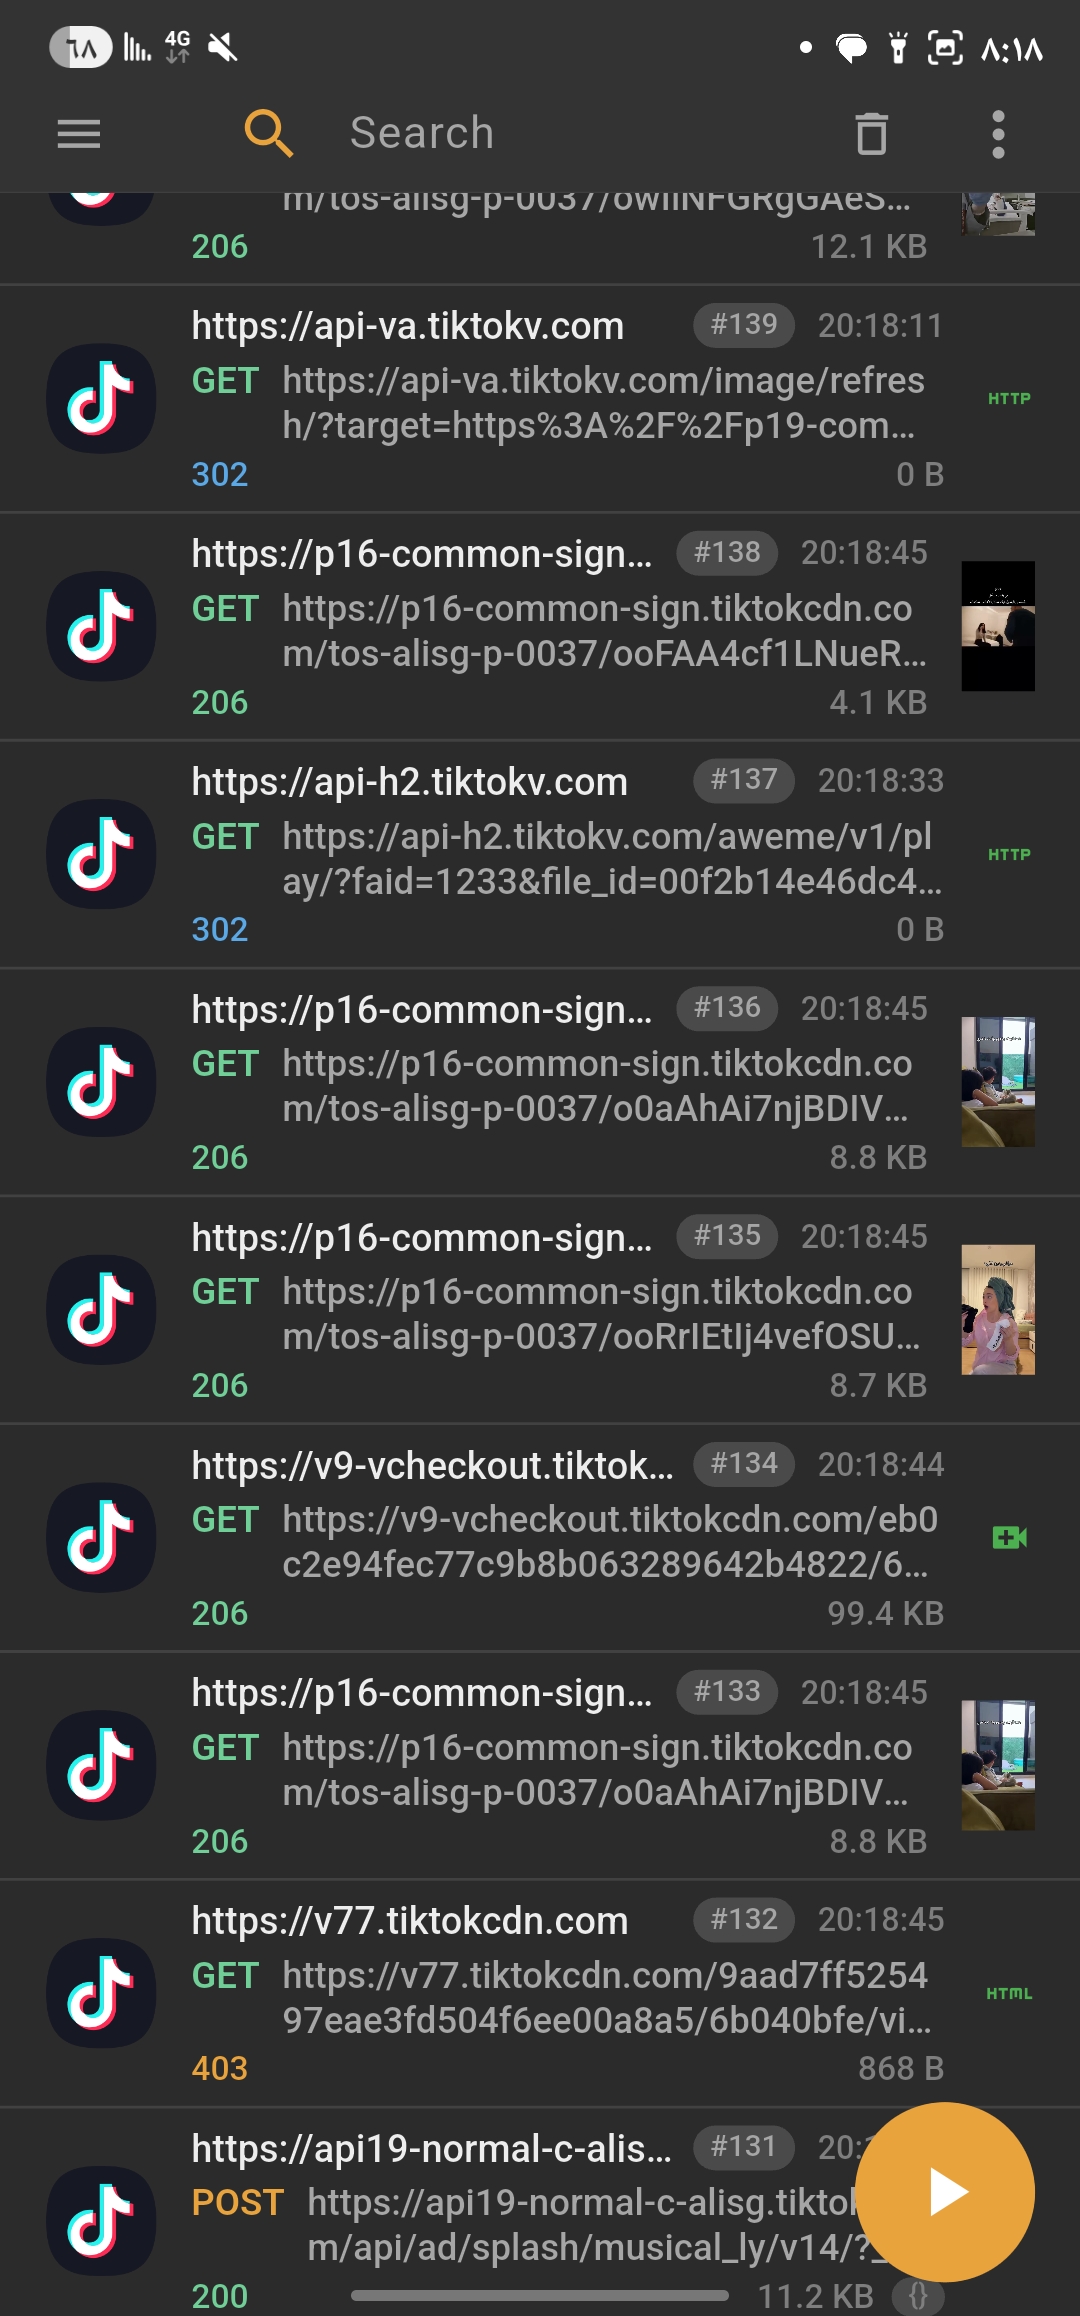 ٦٨ 4G ٨:١٨
Search
206 12.1 KB
https://api-va.tiktokv.com #139 20:18:11
GET https://api-va.tiktokv.com/image/refres
h/?target=https%3A%2F%2Fp19-com… HTTP
302 0 B
https://p16-common-sign… #138 20:18:45
GET https://p16-common-sign.tiktokcdn.co
m/tos-alisg-p-0037/ooFAA4cf1LNueR…
206 4.1 KB
https://api-h2.tiktokv.com #137 20:18:33
GET https://api-h2.tiktokv.com/aweme/v1/pl
ay/?faid=1233&file_id=00f2b14e46dc4… HTTP
302 0 B
https://p16-common-sign… #136 20:18:45
GET https://p16-common-sign.tiktokcdn.co
m/tos-alisg-p-0037/o0aAhAi7njBDIV…
206 8.8 KB
https://p16-common-sign… #135 20:18:45
GET https://p16-common-sign.tiktokcdn.co
m/tos-alisg-p-0037/ooRrIEtIj4vefOSU…
206 8.7 KB
https://v9-vcheckout.tiktok… #134 20:18:44
GET https://v9-vcheckout.tiktokcdn.com/eb0
c2e94fec77c9b8b063289642b4822/6…
206 99.4 KB
https://p16-common-sign… #133 20:18:45
GET https://p16-common-sign.tiktokcdn.co
m/tos-alisg-p-0037/o0aAhAi7njBDIV…
206 8.8 KB
https://v77.tiktokcdn.com #132 20:18:45
GET https://v77.tiktokcdn.com/9aad7ff5254
97eae3fd504f6ee00a8a5/6b040bfe/vi… HTML
403 868 B
https://api19-normal-c-alis… #131 20:
POST https://api19-normal-c-alisg.tiktok
m/api/ad/splash/musical_ly/v14/?_
200 11.2 KB {}